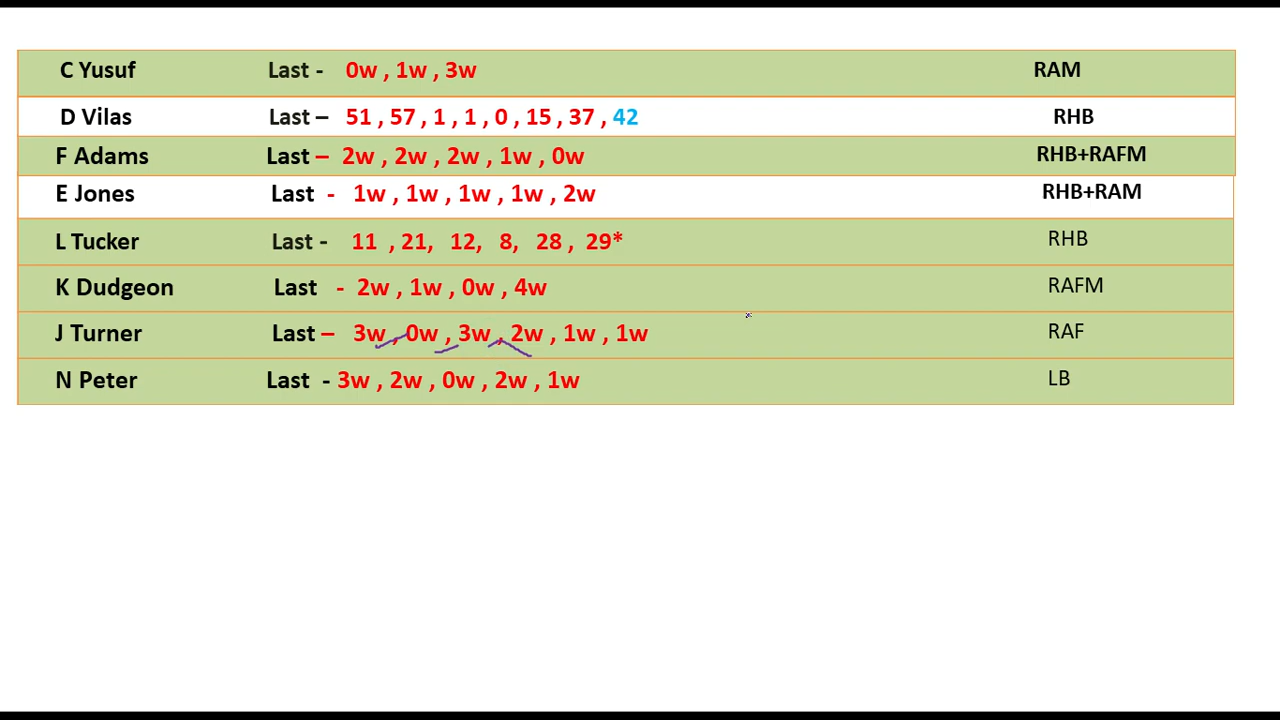 C Yusuf Last - 0w , 1w , 3w RAM
D Vilas Last – 51 , 57 , 1 , 1 , 0 , 15 , 37 , 42 RHB
F Adams Last – 2w , 2w , 2w , 1w , 0w RHB+RAFM
E Jones Last - 1w , 1w , 1w , 1w , 2w RHB+RAM
L Tucker Last - 11 , 21, 12, 8, 28 , 29* RHB
K Dudgeon Last - 2w , 1w , 0w , 4w RAFM
J Turner Last – 3w , 0w , 3w , 2w , 1w , 1w RAF
N Peter Last - 3w , 2w , 0w , 2w , 1w LB